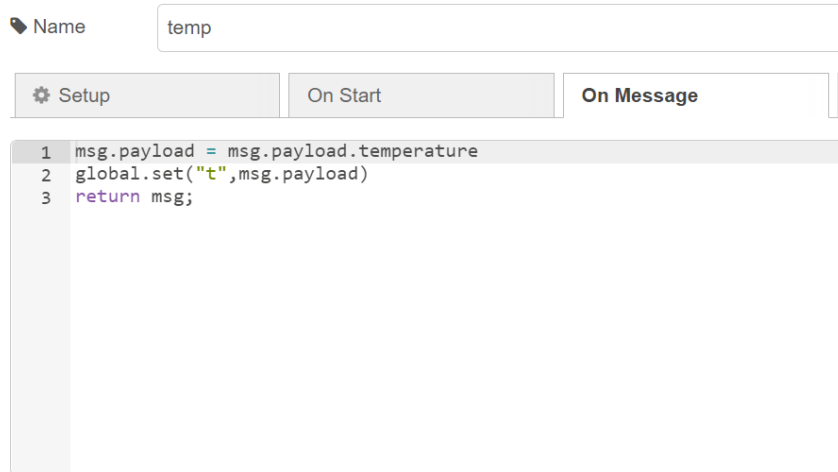 Name
temp
Setup
On Start
On Message
1 msg.payload = msg.payload.temperature
2 global.set("t",msg.payload)
3 return msg;